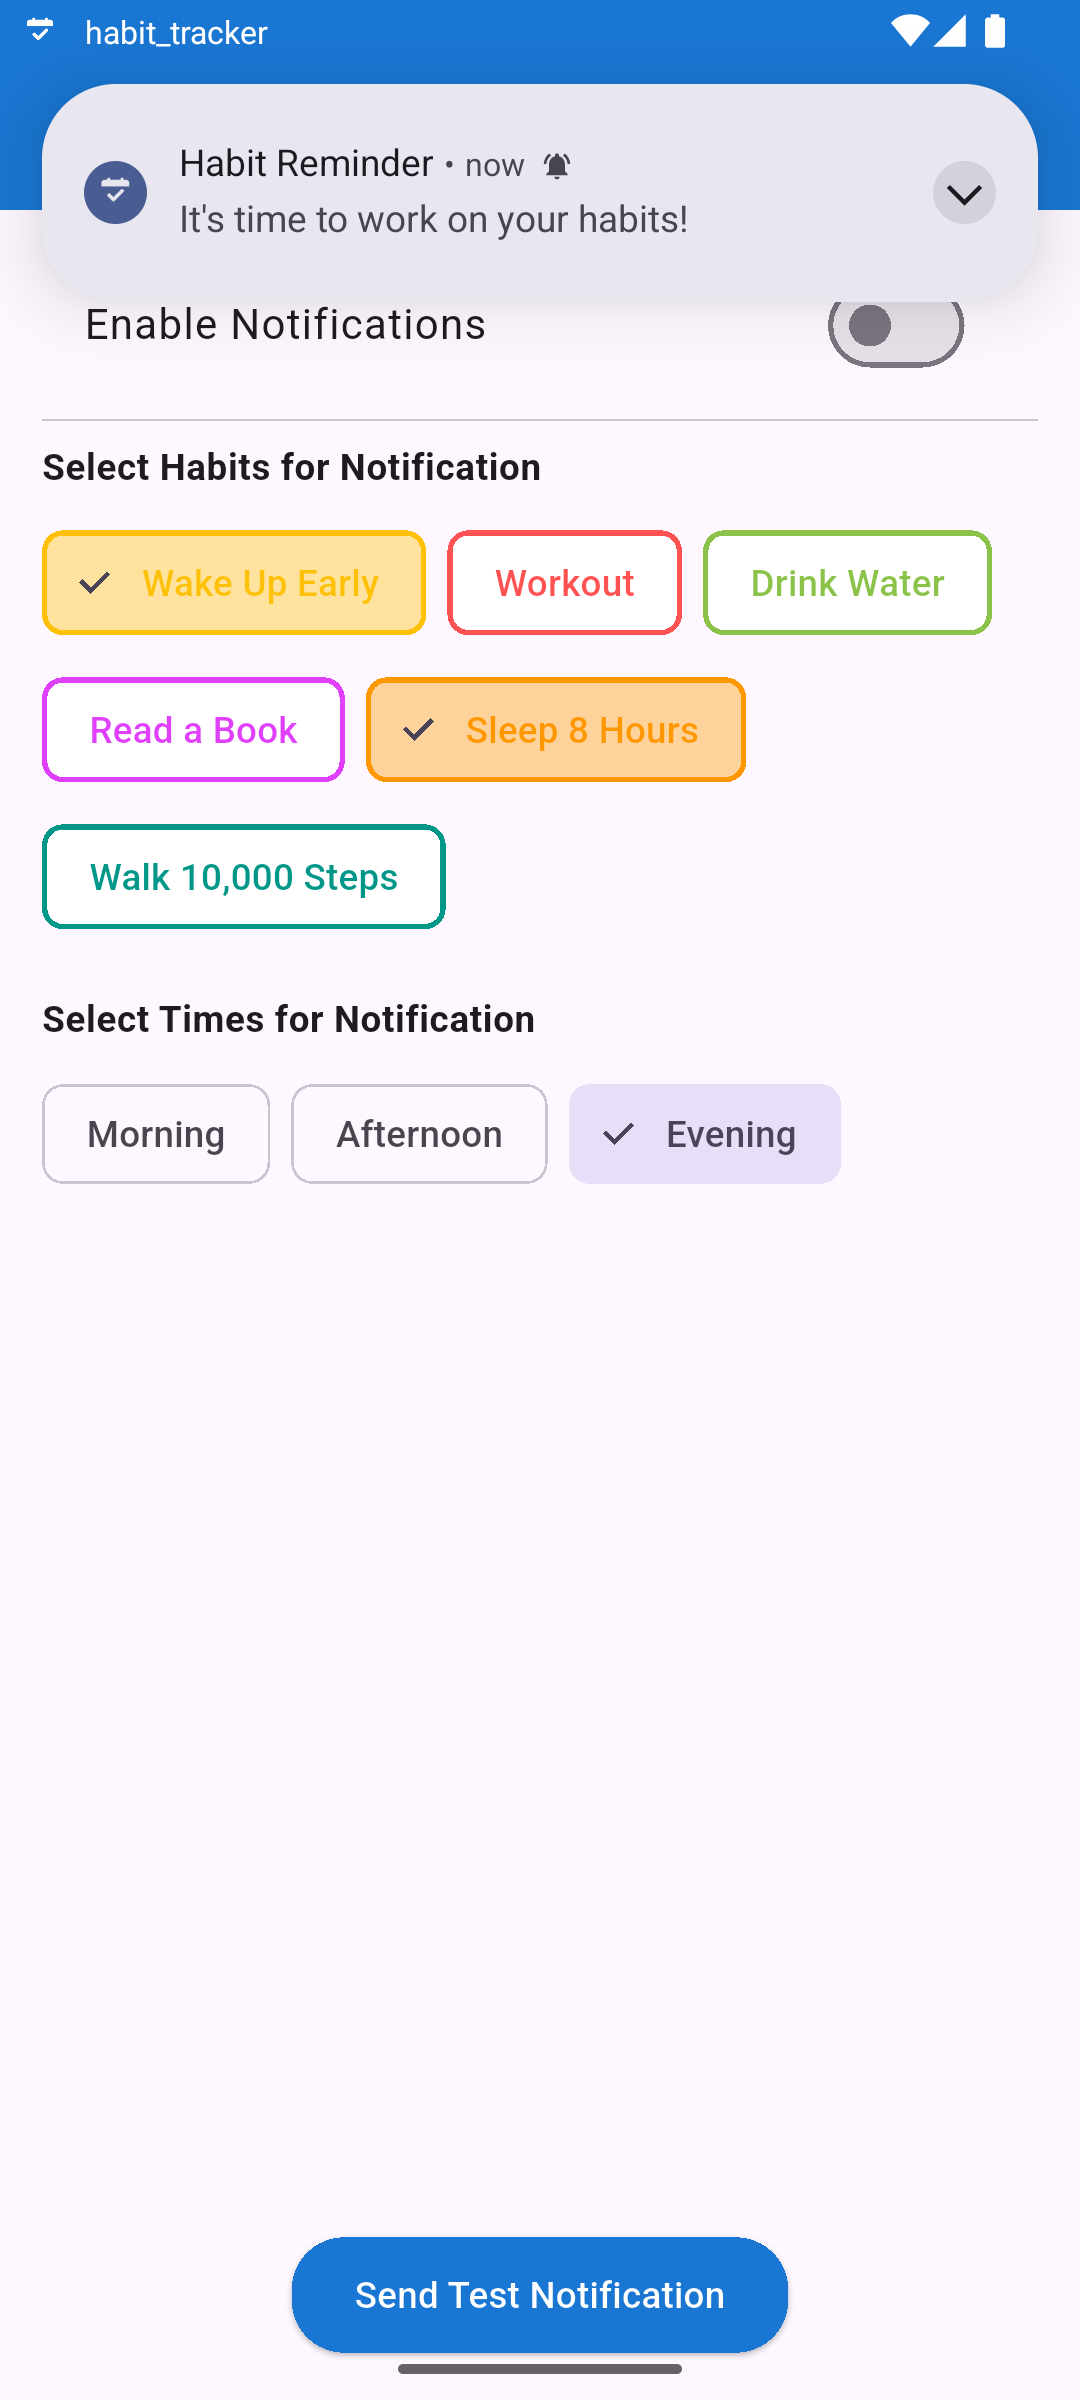 habit_tracker
Habit Reminder • now
It's time to work on your habits!
Enable Notifications
Select Habits for Notification
Wake Up Early Workout Drink Water
Read a Book Sleep 8 Hours
Walk 10,000 Steps
Select Times for Notification
Morning Afternoon Evening
Send Test Notification